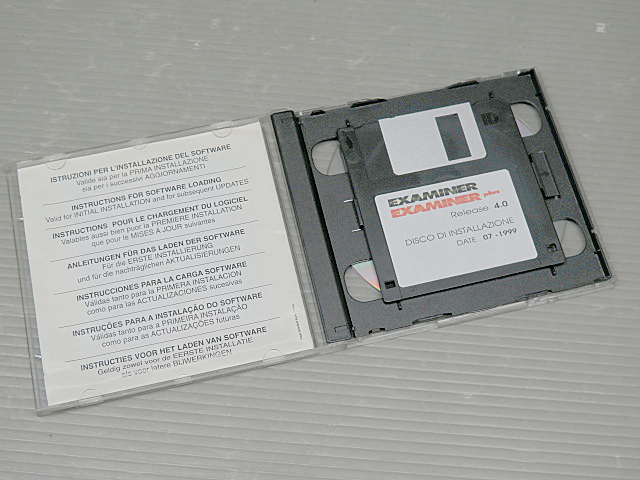 ISTRUZIONI PER L'INSTALLAZIONE DEL SOFTWARE
Valide sia per la PRIMA INSTALLAZIONE
sia per i successivi AGGIORNAMENTI
INSTRUCTIONS FOR SOFTWARE LOADING
Valid for INITIAL INSTALLATION and for subsequent UPDATES
INSTRUCTIONS POUR LE CHARGEMENT DU LOGICIEL
Valables aussi bien puor la PREMIERE INSTALLATION
que pour le MISES A JOUR suivantes
ANLEITUNGEN FÜR DAS LADEN DER SOFTWARE
Für die ERSTE INSTALLIERUNG
und für die nachträglichen AKTUALISIERUNGEN
INSTRUCCIONES PARA LA CARGA SOFTWARE
Válidas tanto para la PRIMERA INSTALACION
como para las ACTUALIZACIONES sucesivas
INSTRUÇÕES PARA A INSTALAÇÃO DO SOFTWARE
Válidas tanto para a PRIMEIRA INSTALAÇÃO
como para as ACTUALIZAÇÕES futuras
INSTRUCTIES VOOR HET LADEN VAN SOFTWARE
Geldig zowel voor de EERSTE INSTALLATIE
als voor latere BIJWERKINGEN
HD
EXAMINER
EXAMINER plus
Release 4.0
DISCO DI INSTALLAZIONE
DATE 07-1999